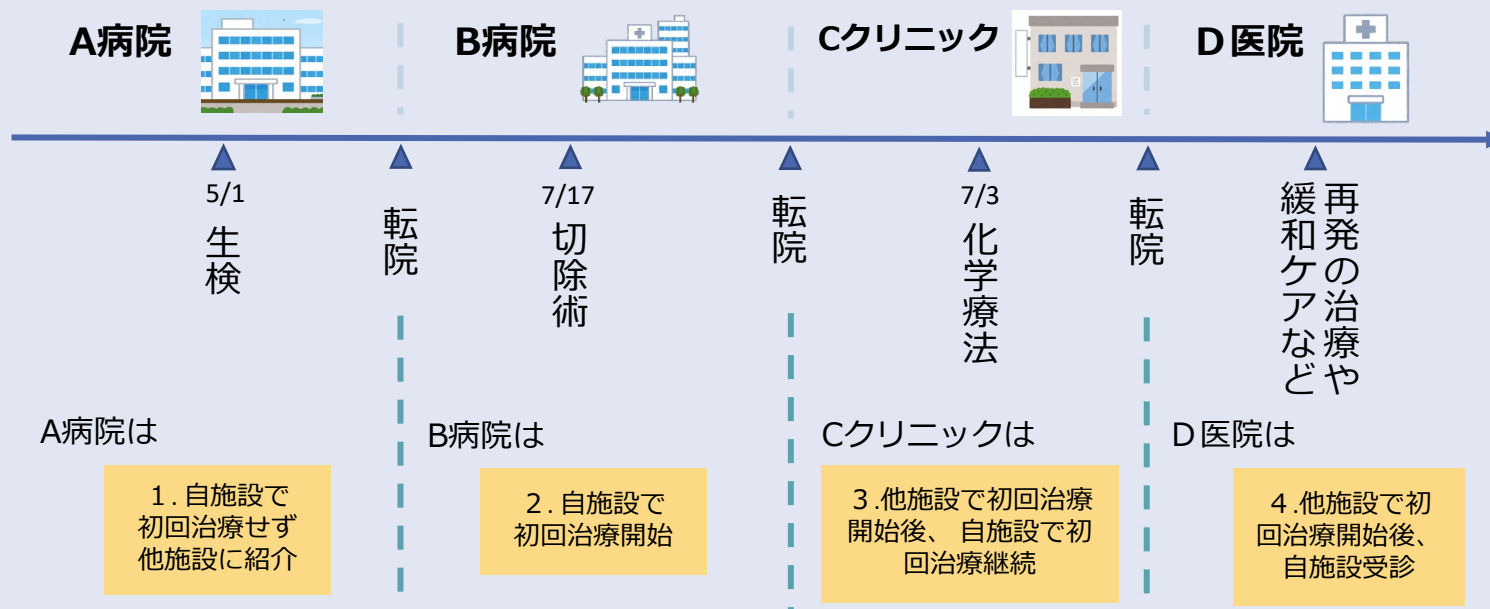 A病院
B病院
Cクリニック
D医院
5/1
生検
転院
7/17
切除術
転院
7/3
化学療法
転院
再発の治療や
緩和ケアなど
A病院は
1.自施設で
初回治療せず
他施設に紹介
B病院は
2.自施設で
初回治療開始
Cクリニックは
3.他施設で初回治療
開始後、自施設で初
回治療継続
D医院は
4.他施設で初
回治療開始後、
自施設受診